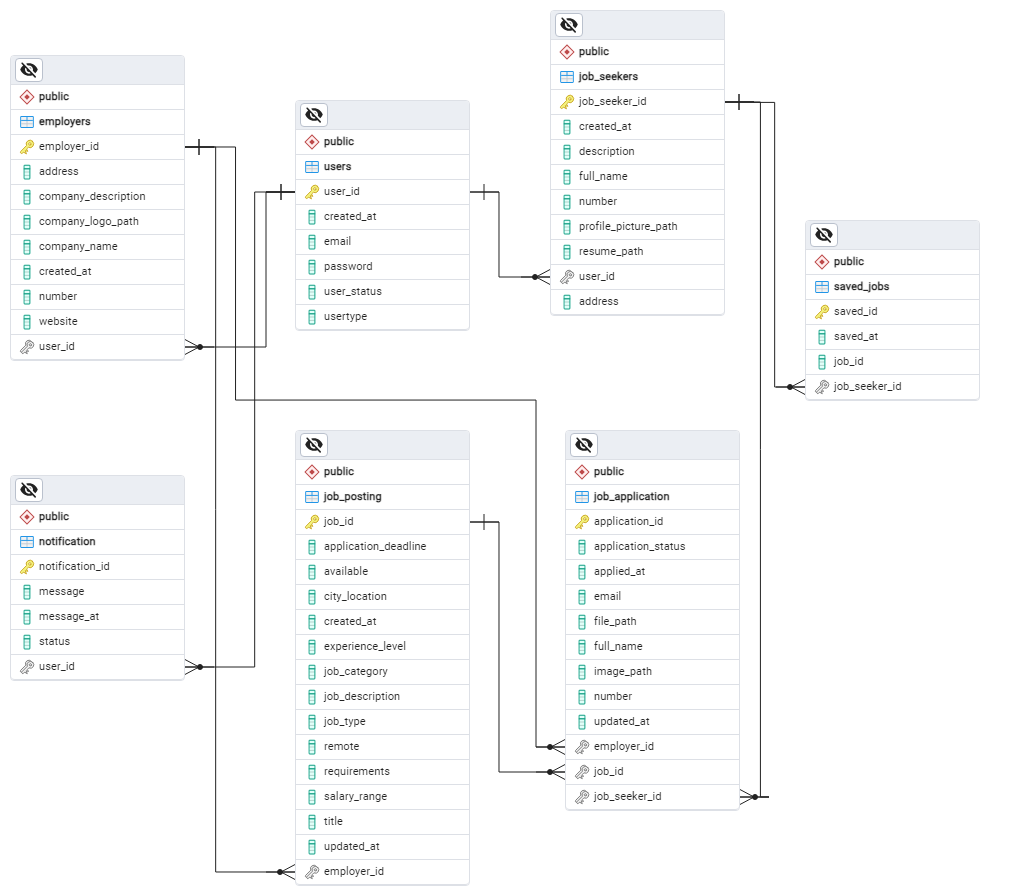 public
employers
employer_id
address
company_description
company_logo_path
company_name
created_at
number
website
user_id
public
users
user_id
created_at
email
password
user_status
usertype
public
job_seekers
job_seeker_id
created_at
description
full_name
number
profile_picture_path
resume_path
user_id
address
public
saved_jobs
saved_id
saved_at
job_id
job_seeker_id
public
notification
notification_id
message
message_at
status
user_id
public
job_posting
job_id
application_deadline
available
city_location
created_at
experience_level
job_category
job_description
job_type
remote
requirements
salary_range
title
updated_at
employer_id
public
job_application
application_id
application_status
applied_at
email
file_path
full_name
image_path
number
updated_at
employer_id
job_id
job_seeker_id